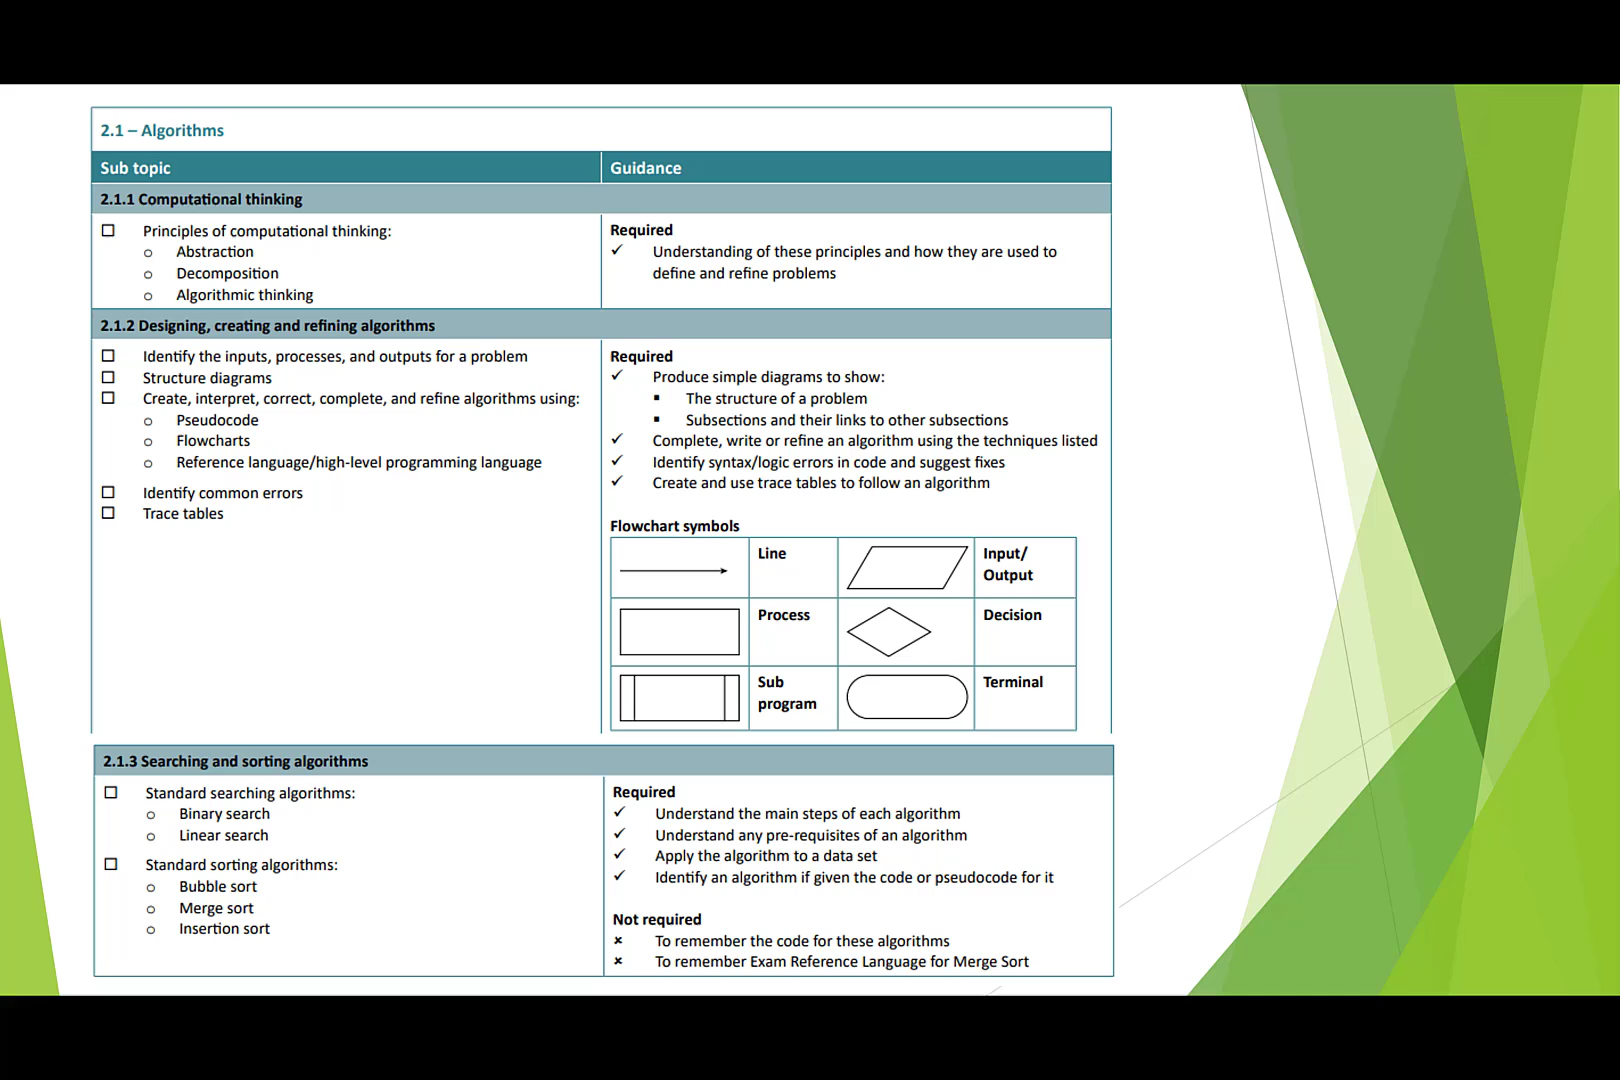 2.1 – Algorithms
Sub topic
Guidance
2.1.1 Computational thinking
Principles of computational thinking:
Abstraction
Decomposition
Algorithmic thinking
Required
Understanding of these principles and how they are used to
define and refine problems
2.1.2 Designing, creating and refining algorithms
Identify the inputs, processes, and outputs for a problem
Structure diagrams
Create, interpret, correct, complete, and refine algorithms using:
Pseudocode
Flowcharts
Reference language/high-level programming language
Identify common errors
Trace tables
Required
Produce simple diagrams to show:
The structure of a problem
Subsections and their links to other subsections
Complete, write or refine an algorithm using the techniques listed
Identify syntax/logic errors in code and suggest fixes
Create and use trace tables to follow an algorithm
Flowchart symbols
Line
Input/
Output
Process
Decision
Sub
program
Terminal
2.1.3 Searching and sorting algorithms
Standard searching algorithms:
Binary search
Linear search
Standard sorting algorithms:
Bubble sort
Merge sort
Insertion sort
Required
Understand the main steps of each algorithm
Understand any pre-requisites of an algorithm
Apply the algorithm to a data set
Identify an algorithm if given the code or pseudocode for it
Not required
To remember the code for these algorithms
To remember Exam Reference Language for Merge Sort